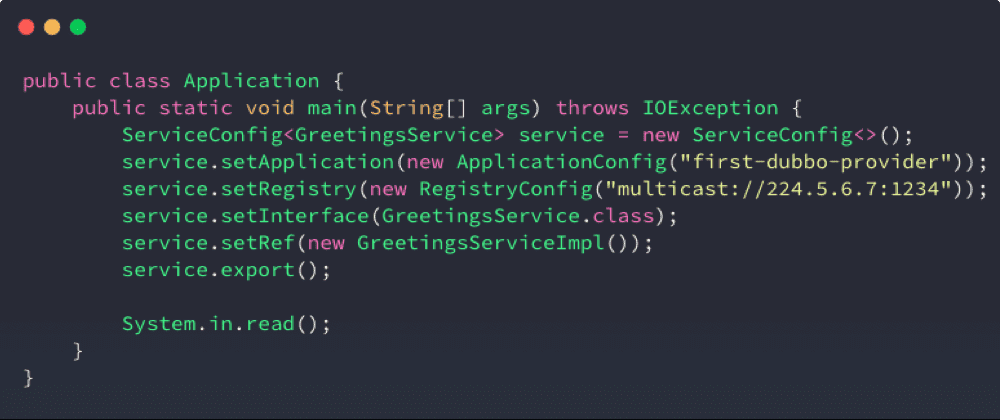 public class Application {
    public static void main(String[] args) throws IOException {
        ServiceConfig<GreetingsService> service = new ServiceConfig<>();
        service.setApplication(new ApplicationConfig("first-dubbo-provider"));
        service.setRegistry(new RegistryConfig("multicast://224.5.6.7:1234"));
        service.setInterface(GreetingsService.class);
        service.setRef(new GreetingsServiceImpl());
        service.export();

        System.in.read();
    }
}